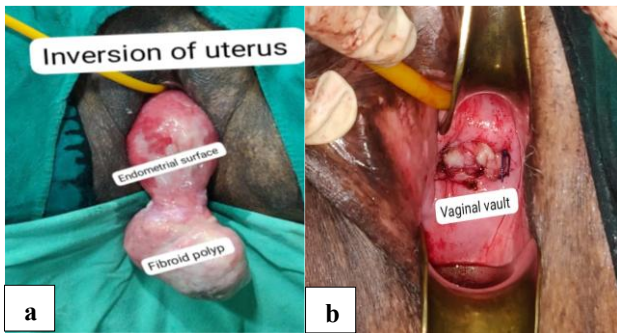 Inversion of uterus
Endometrial surface
Fibroid polyp
a
Vaginal vault
b